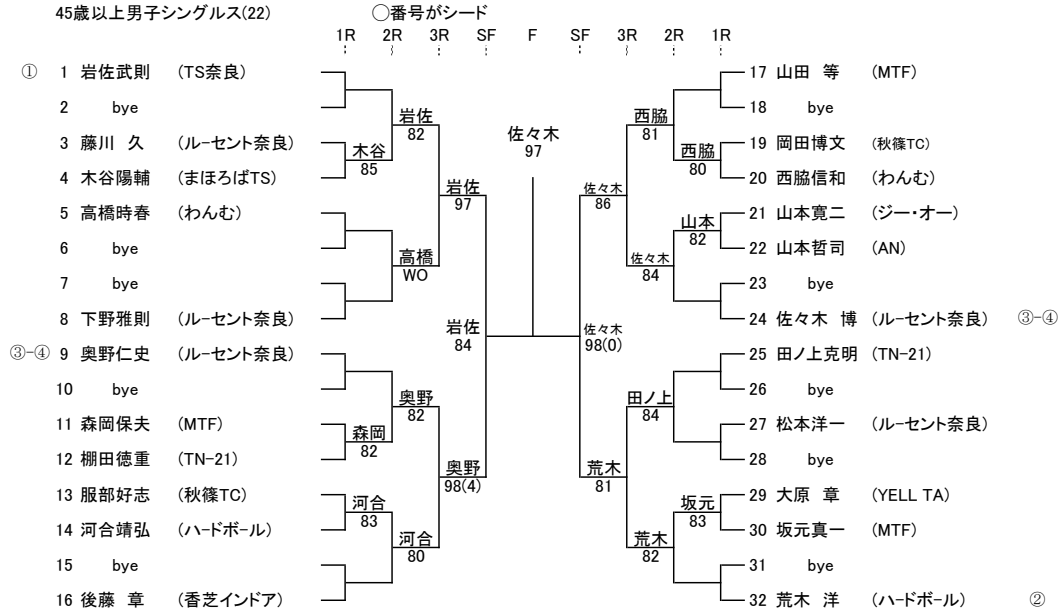 45歳以上男子シングルス(22) ○番号がシード
1R 2R 3R SF F SF 3R 2R 1R
① 1 岩佐武則 (TS奈良)
2 bye
3 藤川 久 (ル-セント奈良)
4 木谷陽輔 (まほろばTS)
5 高橋時春 (わんむ)
6 bye
7 bye
8 下野雅則 (ル-セント奈良)
③-④ 9 奥野仁史 (ル-セント奈良)
10 bye
11 森岡保夫 (MTF)
12 棚田徳重 (TN-21)
13 服部好志 (秋篠TC)
14 河合靖弘 (ハ-ドボ-ル)
15 bye
16 後藤 章 (香芝インドア)
木谷
85
森岡
82
河合
83
岩佐
82
高橋
WO
奥野
82
河合
80
岩佐
97
奥野
98(4)
岩佐
84
佐々木
97
佐々木
98(0)
佐々木
86
荒木
81
西脇
81
佐々木
84
田ノ上
84
荒木
82
西脇
80
山本
82
坂元
83
17 山田 等 (MTF)
18 bye
19 岡田博文 (秋篠TC)
20 西脇信和 (わんむ)
21 山本寛二 (ジー・オー)
22 山本哲司 (AN)
23 bye
24 佐々木 博 (ル-セント奈良) ③-④
25 田ノ上克明 (TN-21)
26 bye
27 松本洋一 (ル-セント奈良)
28 bye
29 大原 章 (YELL TA)
30 坂元真一 (MTF)
31 bye
32 荒木 洋 (ハ-ドボ-ル) ②